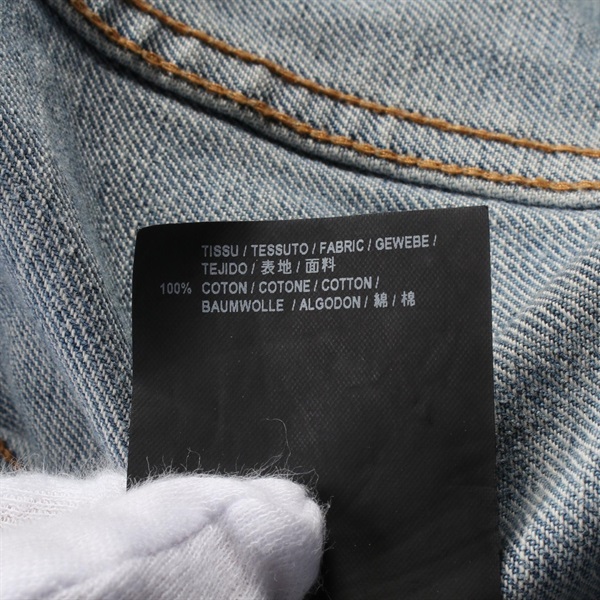 TISSU / TESSUTO / FABRIC / GEWEBE /
TEJIDO / 表地 / 面料
100% COTON / COTONE / COTTON /
BAUMWOLLE / ALGODON / 綿 / 棉